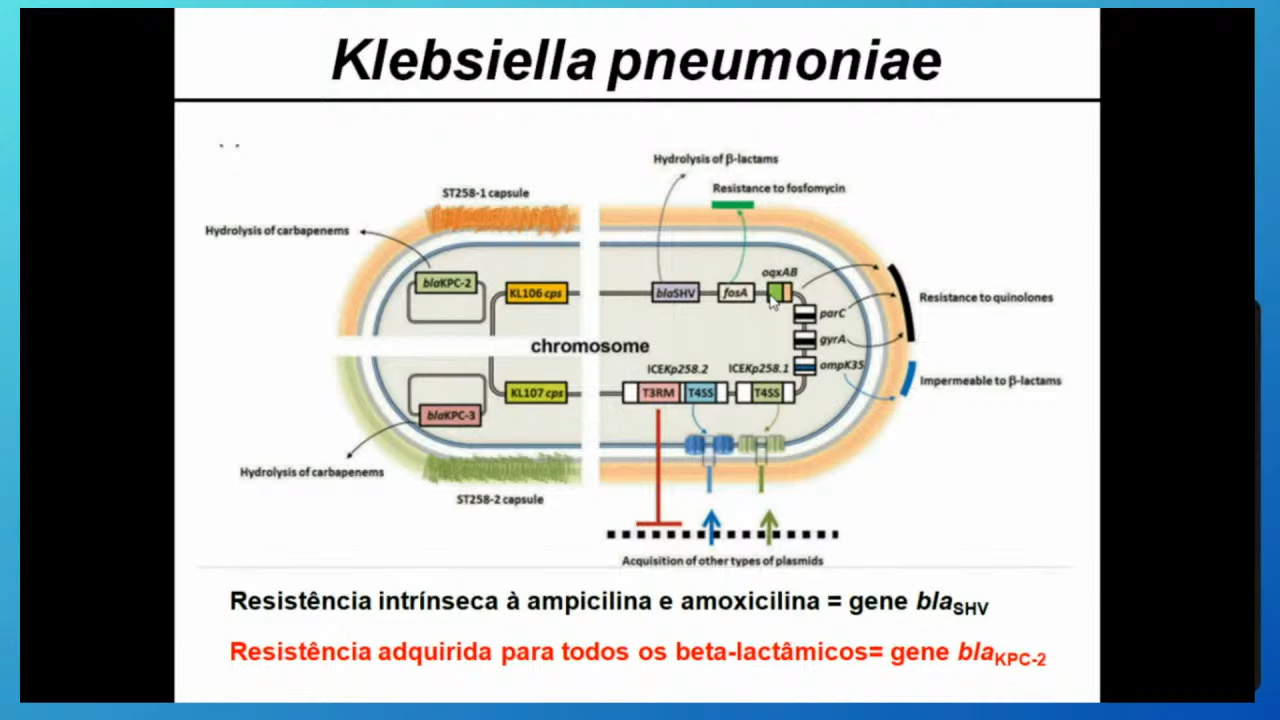 Klebsiella pneumoniae
Hydrolysis of β-lactams
Resistance to fosfomycin
ST258-1 capsule
Hydrolysis of carbapenems
oqxAB
blaKPC-2
KL106 cps
blaSHV
fosA
Resistance to quinolones
parC
gyrA
chromosome
ompK35
ICEKp258.2
ICEKp258.1
Impermeable to β-lactams
KL107 cps
T3RM
T4SS
T4SS
blaKPC-3
Hydrolysis of carbapenems
ST258-2 capsule
Acquisition of other types of plasmids
Resistência intrínseca à ampicilina e amoxicilina = gene blaSHV
Resistência adquirida para todos os beta-lactâmicos= gene blaKPC-2